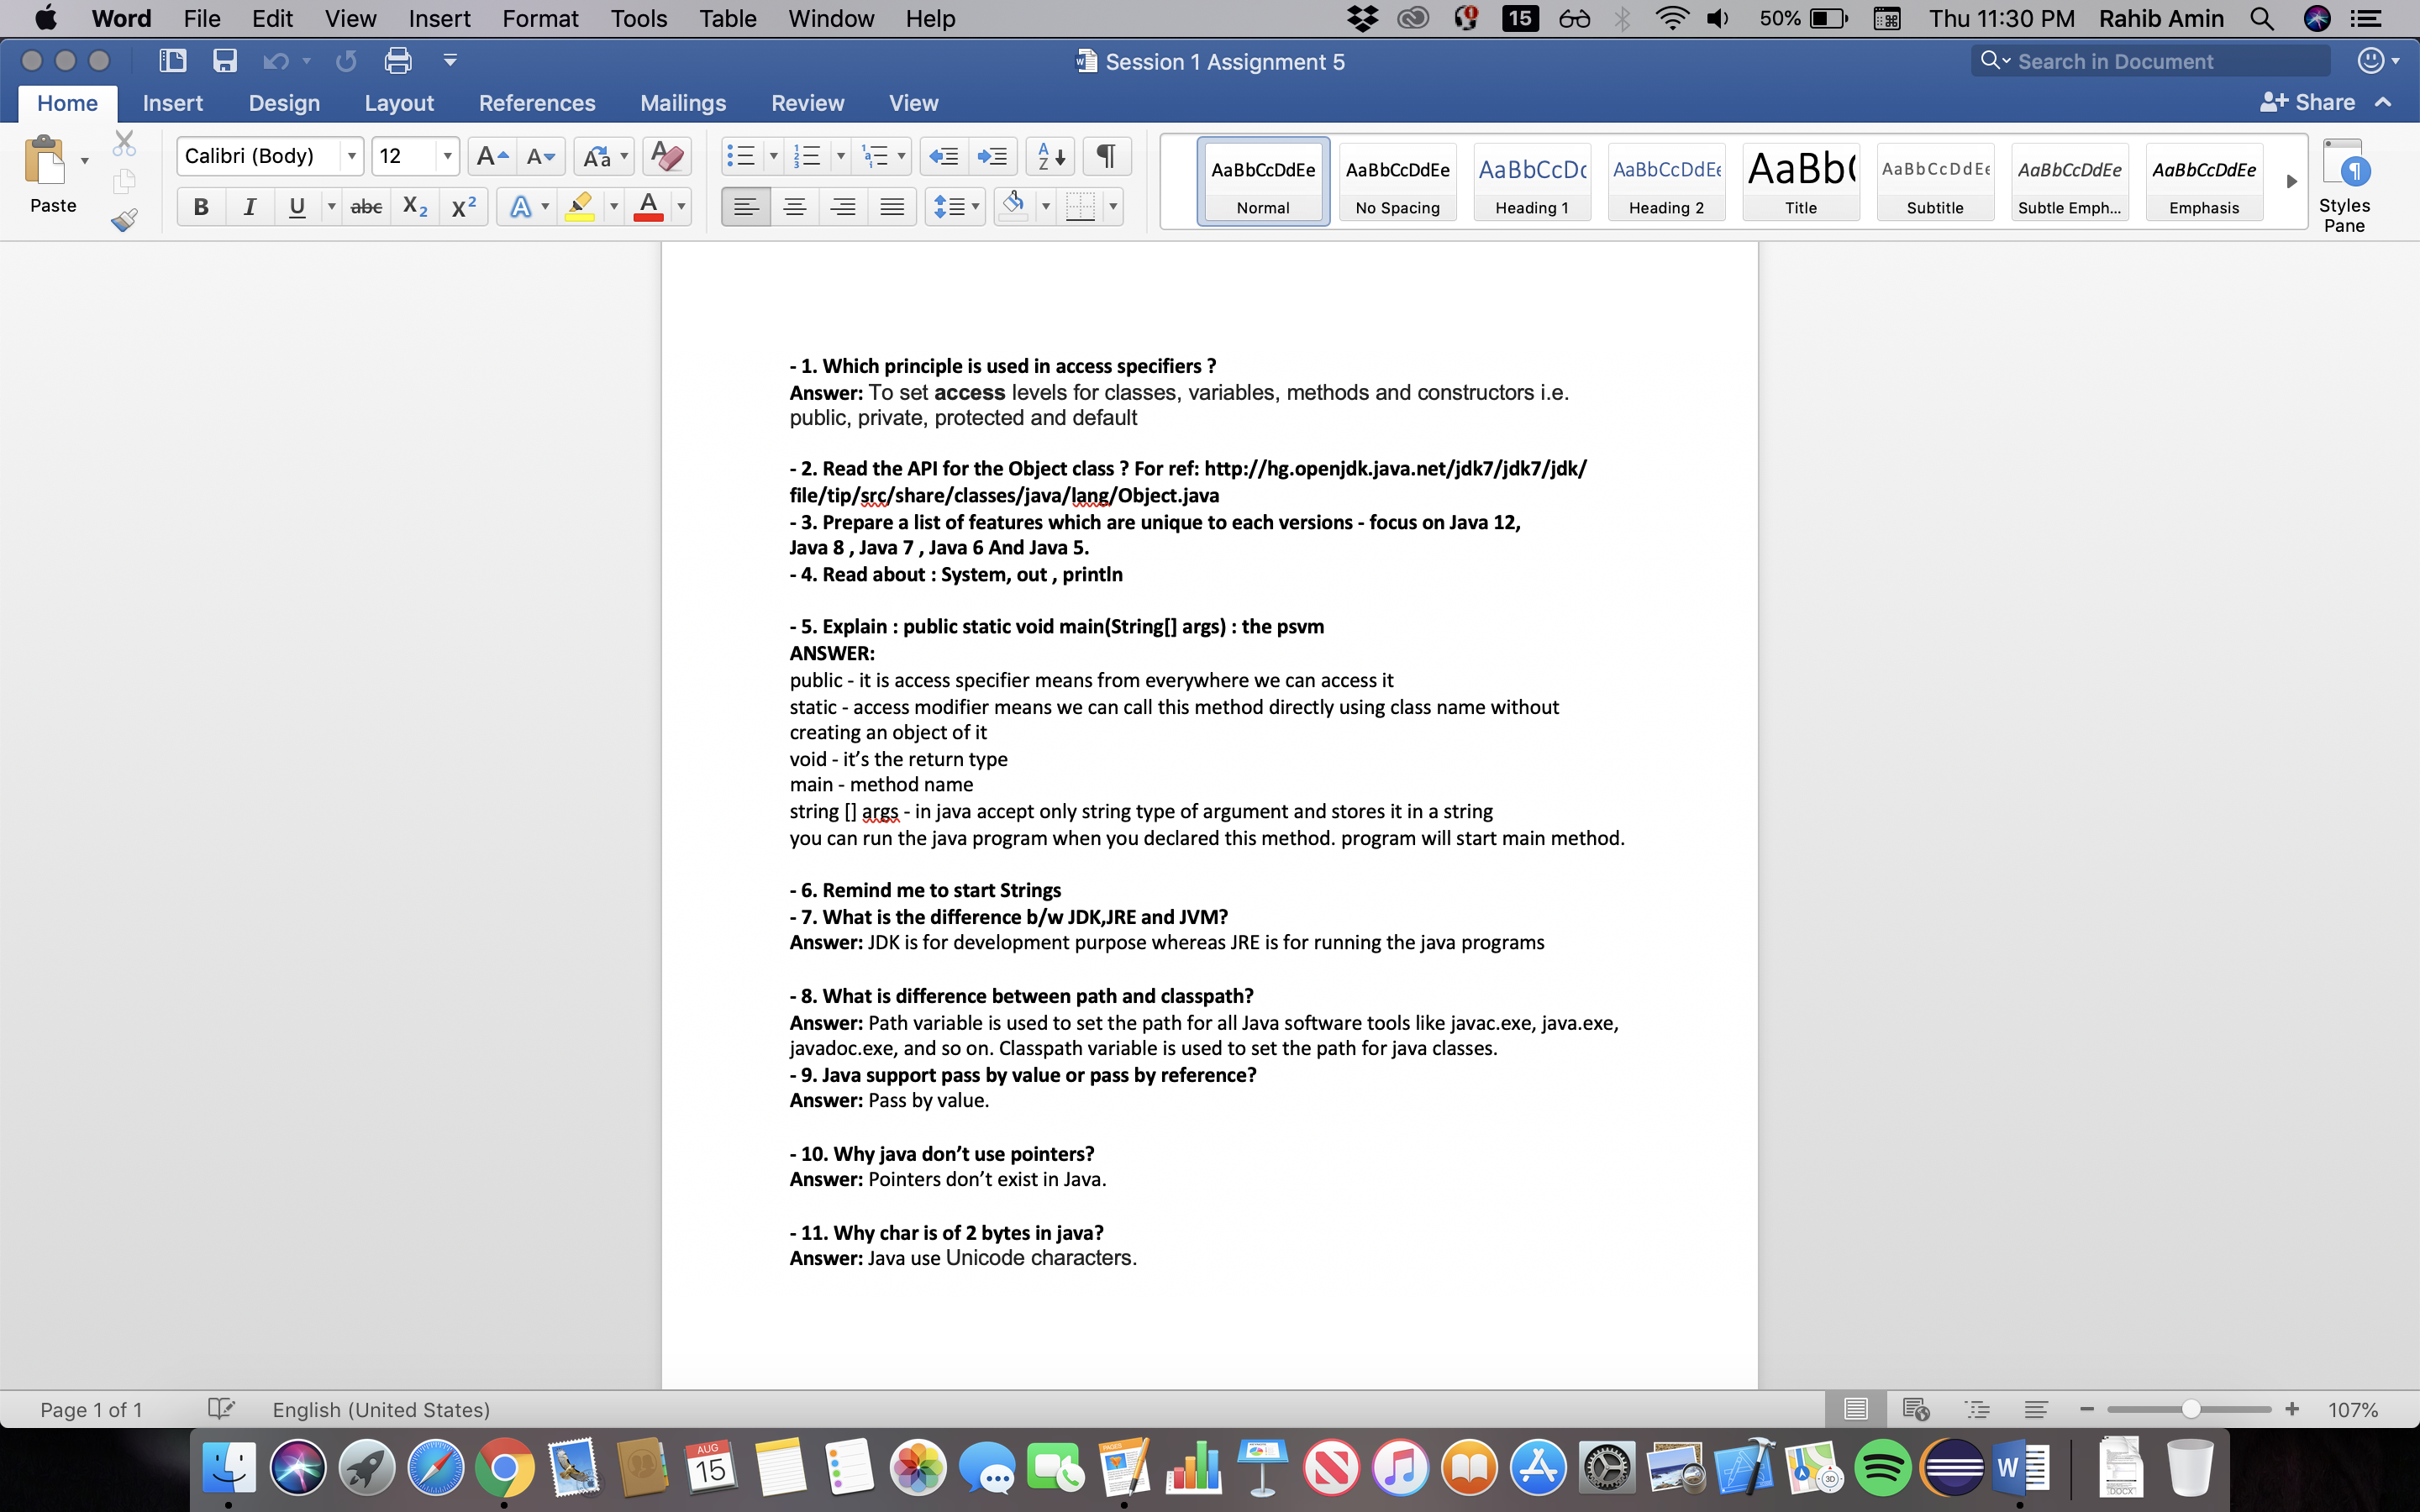 Word File Edit View Insert Format Tools Table Window Help 15 50% Thu 11:30 PM Rahib Amin
Session 1 Assignment 5
Search in Document
Home Insert Design Layout References Mailings Review View Share
Paste
Calibri (Body) 12
AaBbCcDdEe AaBbCcDdEe AaBbCcDc AaBbCcDdEe AaBb( AaBbCcDdEe AaBbCcDdEe AaBbCcDdEe
Normal No Spacing Heading 1 Heading 2 Title Subtitle Subtle Emph... Emphasis
Styles
Pane
- 1. Which principle is used in access specifiers ?
Answer: To set access levels for classes, variables, methods and constructors i.e.
public, private, protected and default
- 2. Read the API for the Object class ? For ref: http://hg.openjdk.java.net/jdk7/jdk7/jdk/
file/tip/src/share/classes/java/lang/Object.java
- 3. Prepare a list of features which are unique to each versions - focus on Java 12,
Java 8 , Java 7 , Java 6 And Java 5.
- 4. Read about : System, out , println
- 5. Explain : public static void main(String[] args) : the psvm
ANSWER:
public - it is access specifier means from everywhere we can access it
static - access modifier means we can call this method directly using class name without
creating an object of it
void - it’s the return type
main - method name
string [] args - in java accept only string type of argument and stores it in a string
you can run the java program when you declared this method. program will start main method.
- 6. Remind me to start Strings
- 7. What is the difference b/w JDK,JRE and JVM?
Answer: JDK is for development purpose whereas JRE is for running the java programs
- 8. What is difference between path and classpath?
Answer: Path variable is used to set the path for all Java software tools like javac.exe, java.exe,
javadoc.exe, and so on. Classpath variable is used to set the path for java classes.
- 9. Java support pass by value or pass by reference?
Answer: Pass by value.
- 10. Why java don’t use pointers?
Answer: Pointers don’t exist in Java.
- 11. Why char is of 2 bytes in java?
Answer: Java use Unicode characters.
Page 1 of 1 English (United States) 107%
AUG
15
PAGES
3D
W
DOCX